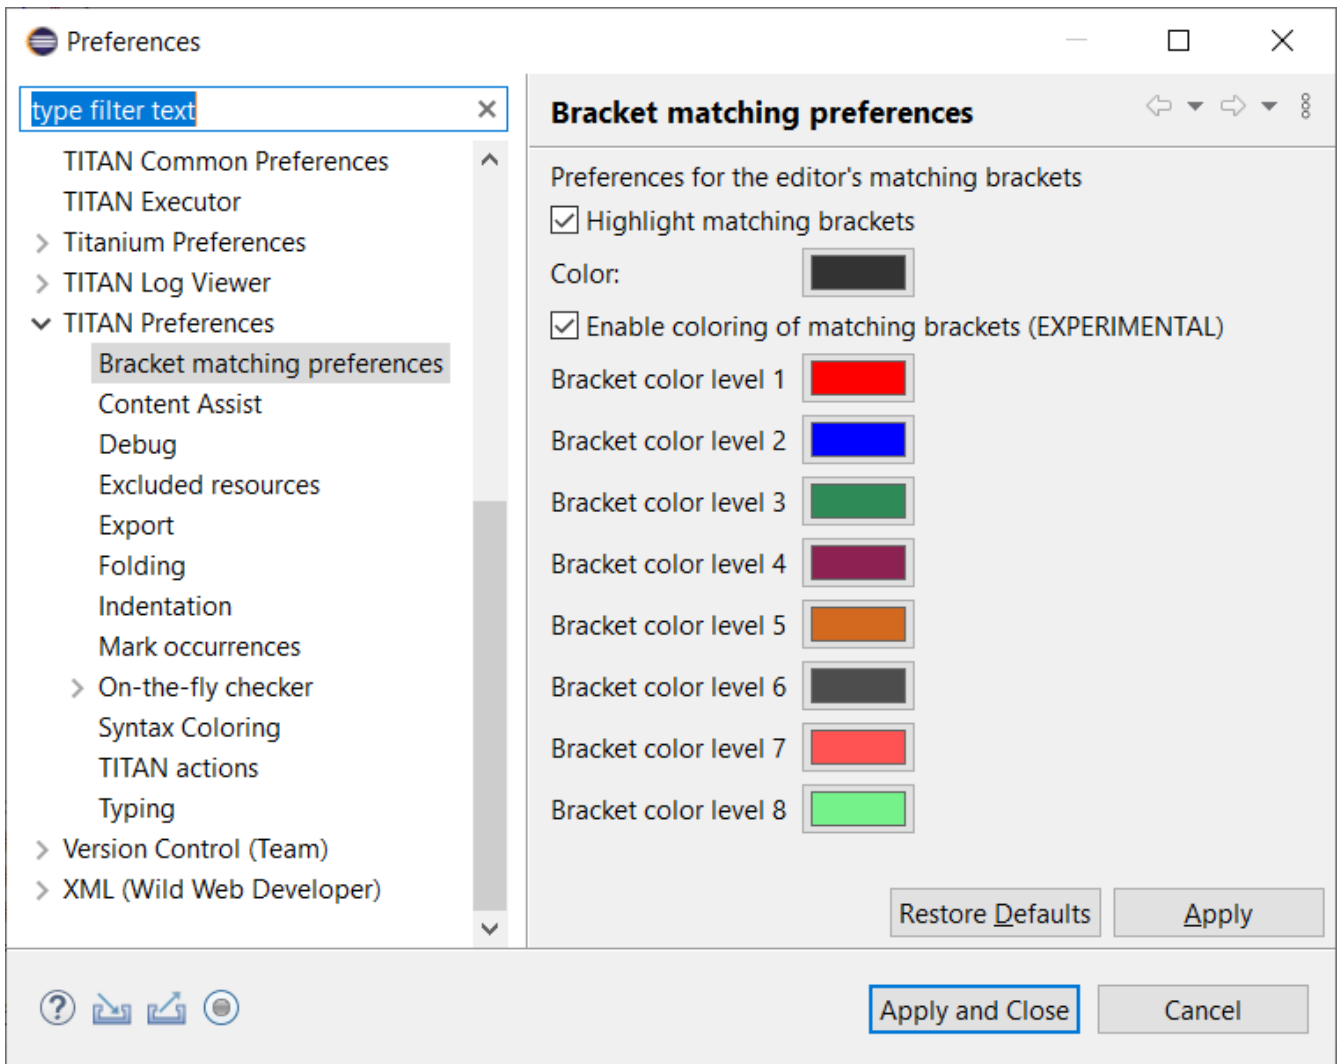 Preferences
type filter text
TITAN Common Preferences
TITAN Executor
Titanium Preferences
TITAN Log Viewer
TITAN Preferences
Bracket matching preferences
Content Assist
Debug
Excluded resources
Export
Folding
Indentation
Mark occurrences
On-the-fly checker
Syntax Coloring
TITAN actions
Typing
Version Control (Team)
XML (Wild Web Developer)
Bracket matching preferences
Preferences for the editor's matching brackets
Highlight matching brackets
Color:
Enable coloring of matching brackets (EXPERIMENTAL)
Bracket color level 1
Bracket color level 2
Bracket color level 3
Bracket color level 4
Bracket color level 5
Bracket color level 6
Bracket color level 7
Bracket color level 8
Restore Defaults
Apply
Apply and Close
Cancel